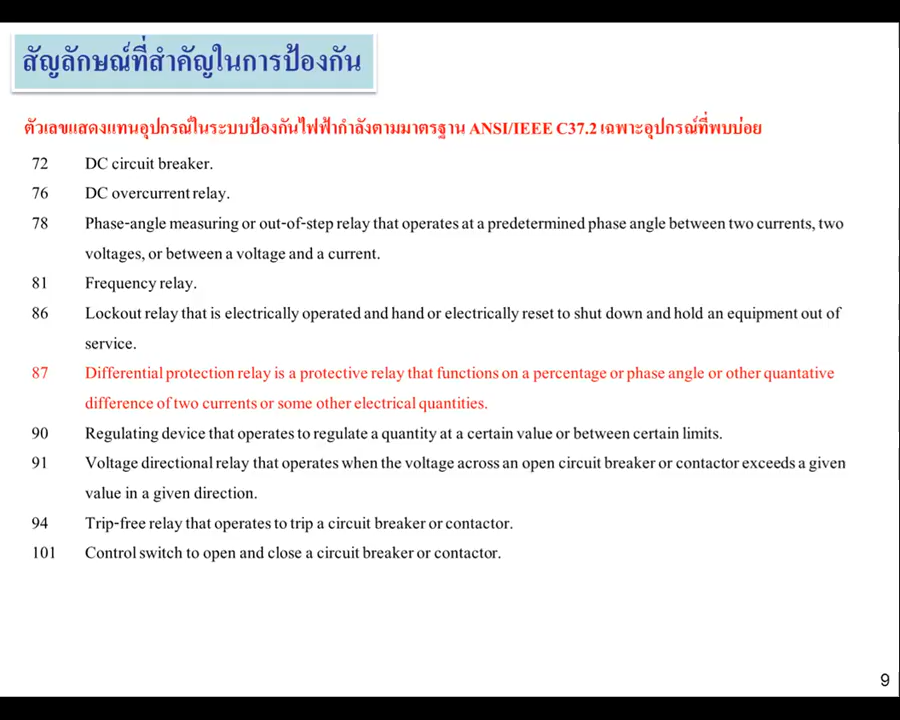 สัญลักษณ์ที่สำคัญในการป้องกัน
ตัวเลขแสดงแทนอุปกรณ์ในระบบป้องกันไฟฟ้ากำลังตามมาตรฐาน ANSI/IEEE C37.2 เฉพาะอุปกรณ์ที่พบบ่อย
72 DC circuit breaker.
76 DC overcurrent relay.
78 Phase-angle measuring or out-of-step relay that operates at a predetermined phase angle between two currents, two
voltages, or between a voltage and a current.
81 Frequency relay.
86 Lockout relay that is electrically operated and hand or electrically reset to shut down and hold an equipment out of
service.
87 Differential protection relay is a protective relay that functions on a percentage or phase angle or other quantative
difference of two currents or some other electrical quantities.
90 Regulating device that operates to regulate a quantity at a certain value or between certain limits.
91 Voltage directional relay that operates when the voltage across an open circuit breaker or contactor exceeds a given
value in a given direction.
94 Trip-free relay that operates to trip a circuit breaker or contactor.
101 Control switch to open and close a circuit breaker or contactor.
9